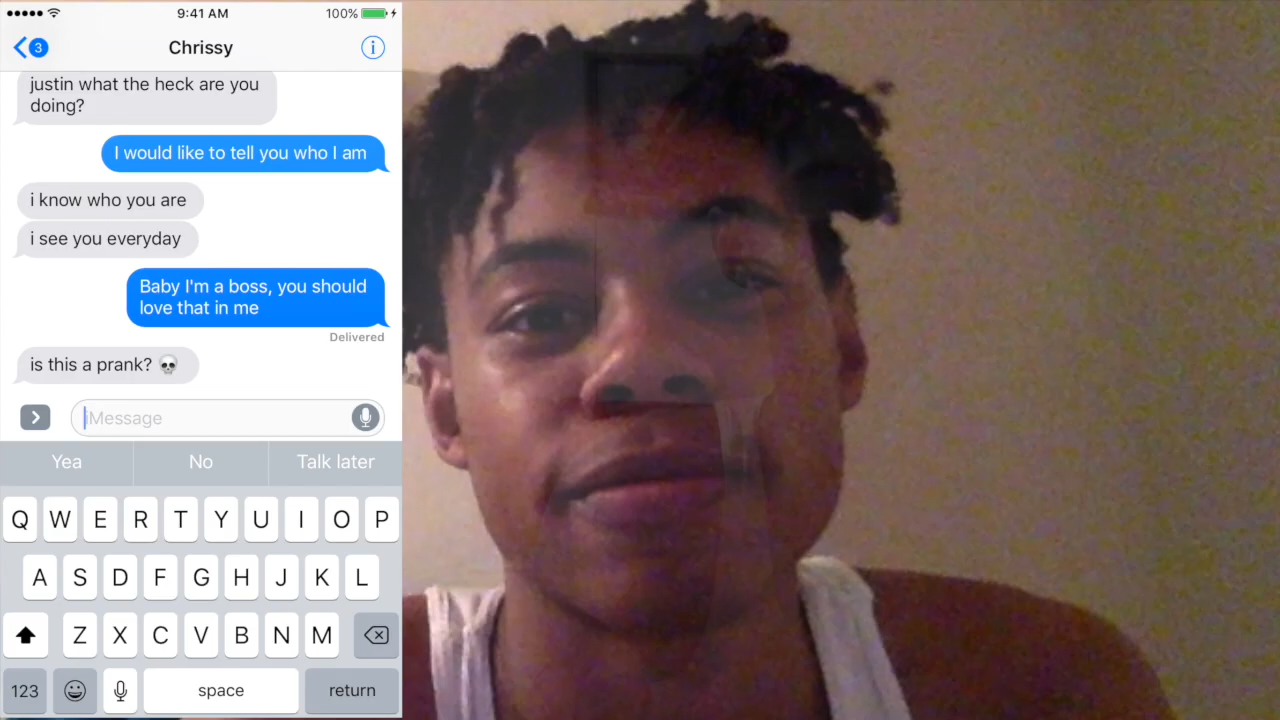 9:41 AM
100%
3
Chrissy
i
justin what the heck are you
doing?
I would like to tell you who I am
i know who you are
i see you everyday
Baby I'm a boss, you should
love that in me
Delivered
is this a prank? 💀
iMessage
Yea
No
Talk later
Q W E R T Y U I O P
A S D F G H J K L
Z X C V B N M
123
space
return